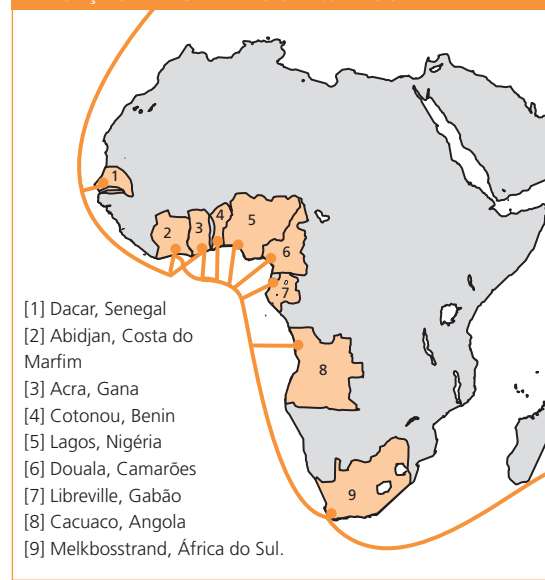 1
2
3
4
5
6
7
8
9
[1] Dacar, Senegal
[2] Abidjan, Costa do
Marfim
[3] Acra, Gana
[4] Cotonou, Benin
[5] Lagos, Nigéria
[6] Douala, Camarões
[7] Libreville, Gabão
[8] Cacuaco, Angola
[9] Melkbosstrand, África do Sul.